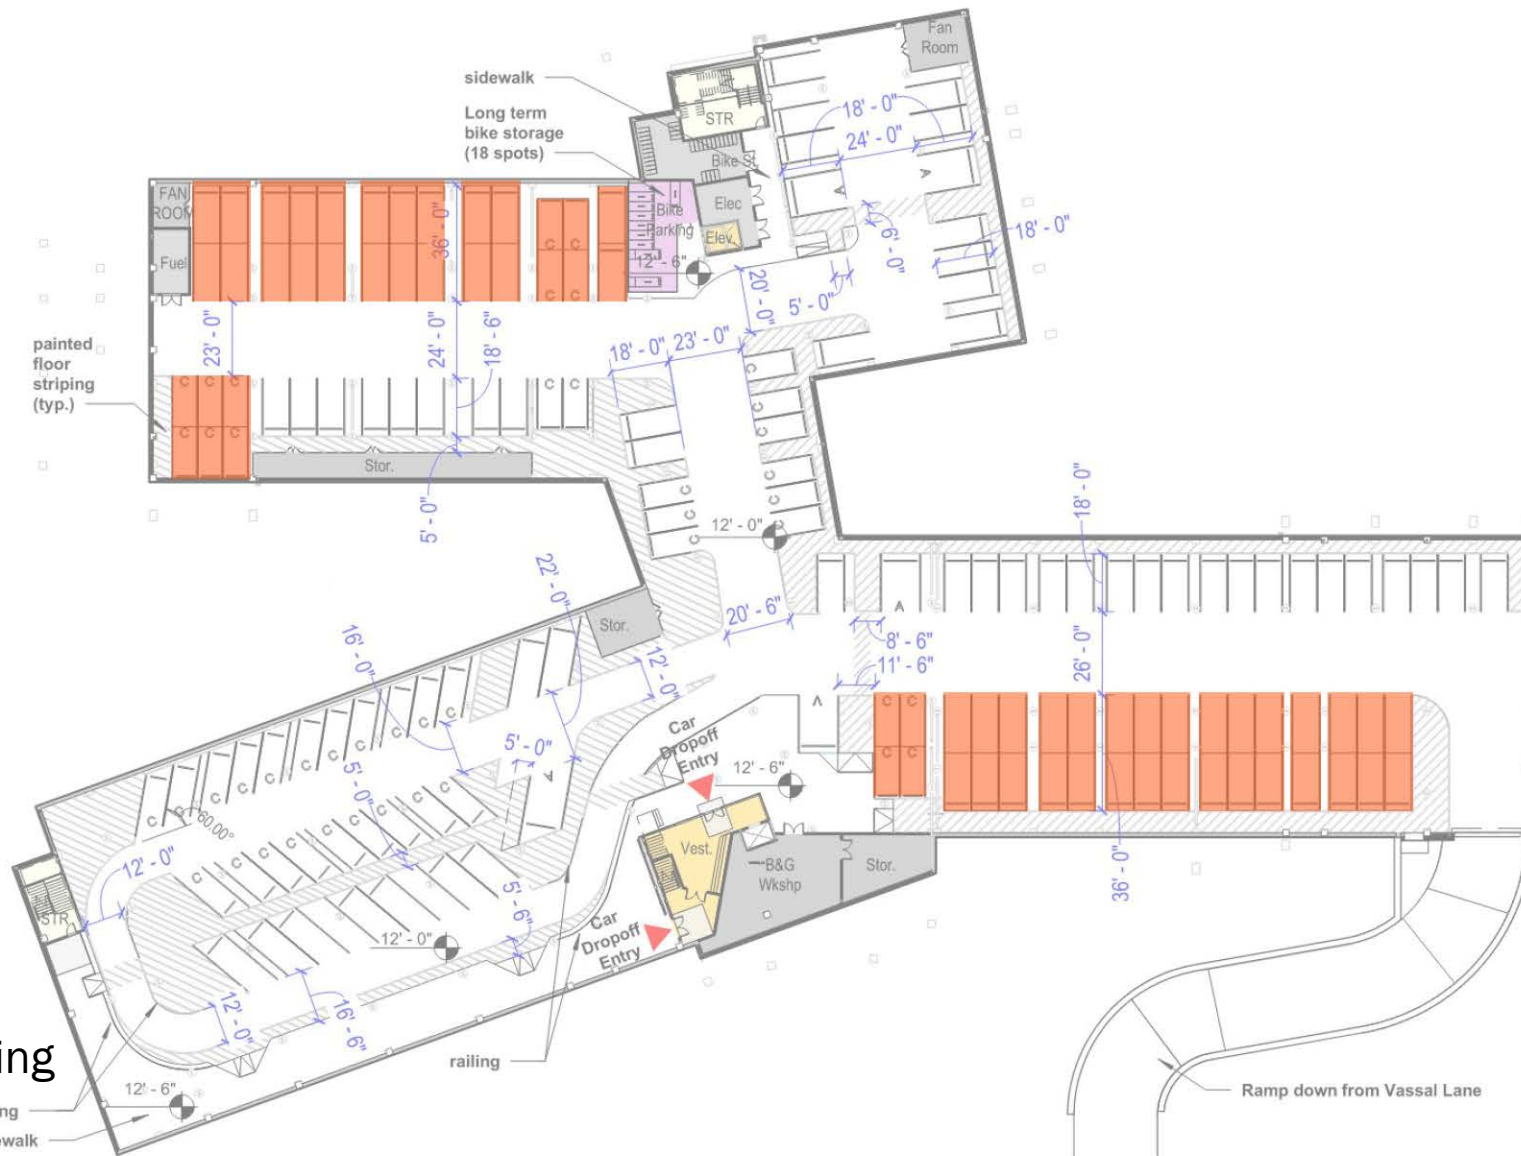 Fan
Room
sidewalk
18' - 0"
STR
Long term
bike storage
(18 spots)
24' - 0"
Bike St.
A
A
FAN
ROOM
Elec
Bike
Parking
36' - 0"
Elev.
18' - 0"
6' - 0"
C C
Fuel
12' - 6"
C C
20' - 0"
5' - 0"
painted
floor
striping
(typ.)
23' - 0"
24' - 0"
18' - 6"
18' - 0"
23' - 0"
C C C
C C
C
C
C
C C C
C
Stor.
C
C
C
C
C
C
5' - 0"
12' - 0"
18' - 0"
22' - 0"
16' - 0"
Stor.
20' - 6"
A
8' - 6"
11' - 6"
12' - 0"
26' - 0"
Car
Dropoff
Entry
A
C C
C C
5' - 0"
A
12' - 6"
5' - 0"
60.00°
C C C C C C C C C C
C C C C C C C C
12' - 0"
Vest.
B&G
Wkshp
Stor.
36' - 0"
STR
5' - 6"
Car
Dropoff
Entry
12' - 0"
12' - 0"
16' - 6"
ing
railing
12' - 6"
ng
ewalk
Ramp down from Vassal Lane